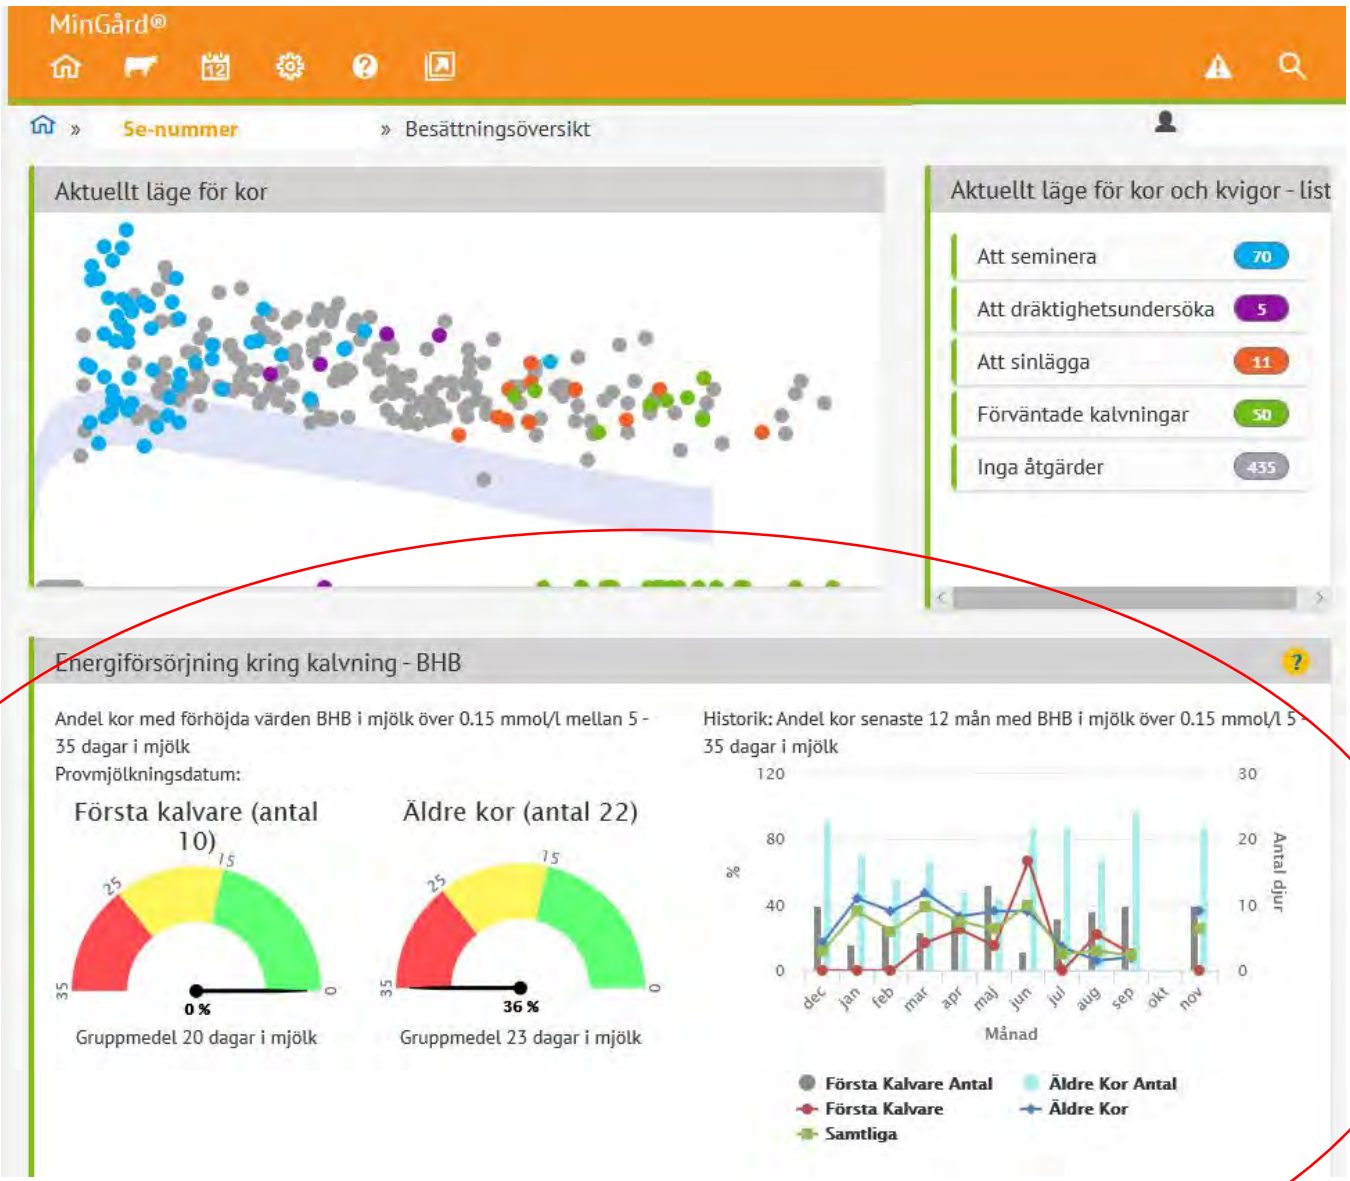 MinGård®
12
» Se-nummer » Besättningsöversikt
Aktuellt läge för kor
Aktuellt läge för kor och kvigor - list
Att seminera 70
Att dräktighetsundersöka 5
Att sinlägga 11
Förväntade kalvningar 50
Inga åtgärder 435
Energiförsörjning kring kalvning - BHB
?
Andel kor med förhöjda värden BHB i mjölk över 0.15 mmol/l mellan 5 -
35 dagar i mjölk
Provmjölkningsdatum:
Första kalvare (antal
10)
35 25 15 0
0 %
Gruppmedel 20 dagar i mjölk
Äldre kor (antal 22)
35 25 15 0
36 %
Gruppmedel 23 dagar i mjölk
Historik: Andel kor senaste 12 mån med BHB i mjölk över 0.15 mmol/l 5 -
35 dagar i mjölk
120 30
80 20
%
Antal djur
40 10
0 0
dec jan feb mar apr maj jun jul aug sep okt nov
Månad
Första Kalvare Antal Äldre Kor Antal
Första Kalvare Äldre Kor
Samtliga